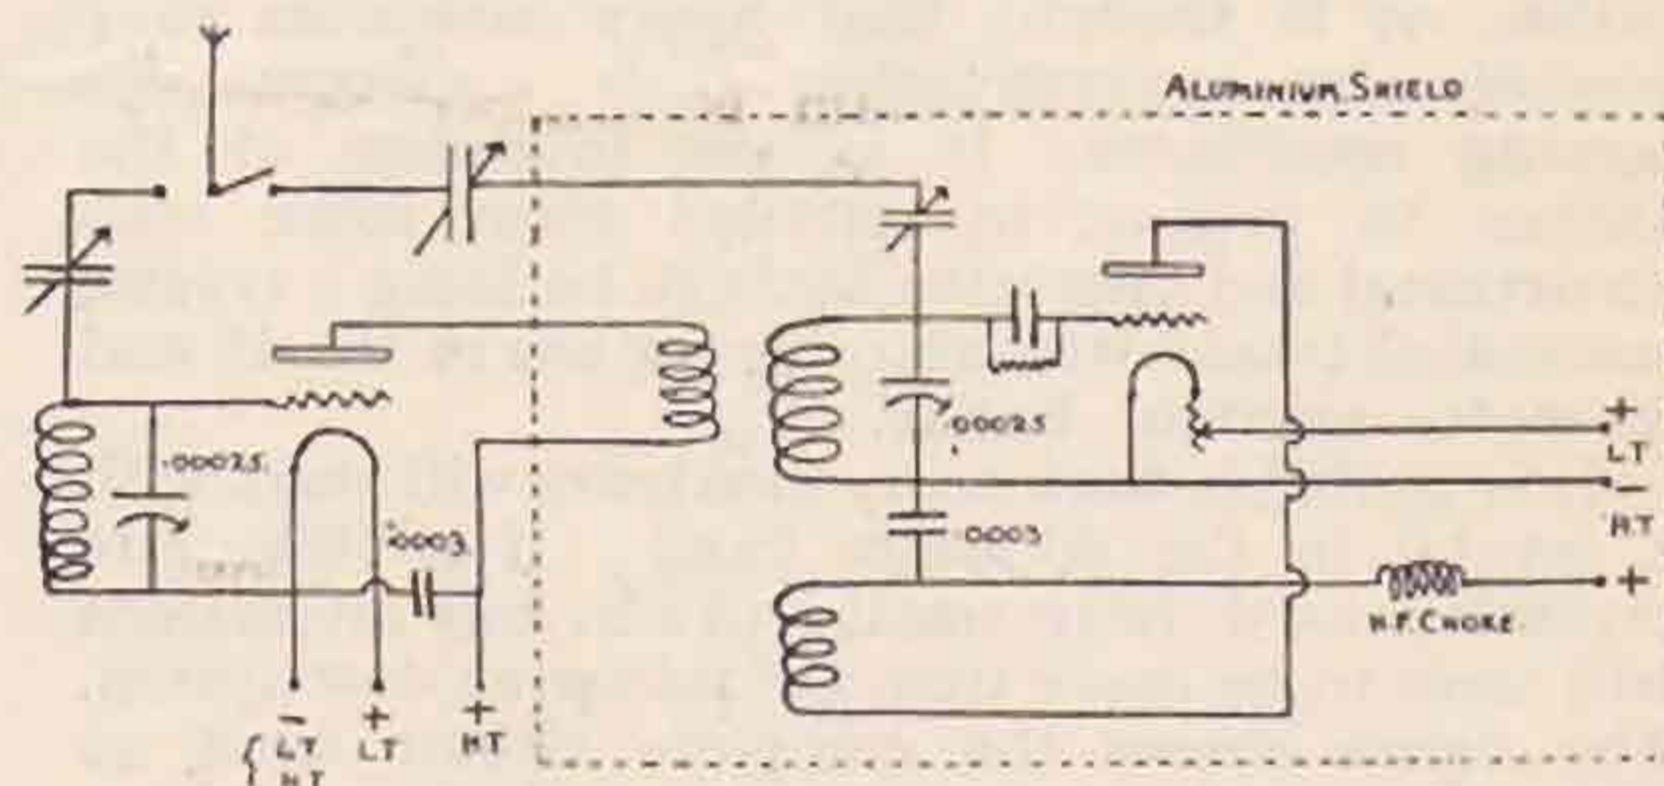 ALUMINIUM SHIELD
.00025.
.0003.
.00025
.0003
+
LT
-
HT
+
H.F. CHOKE.
- + +
{ LT LT HT
HT